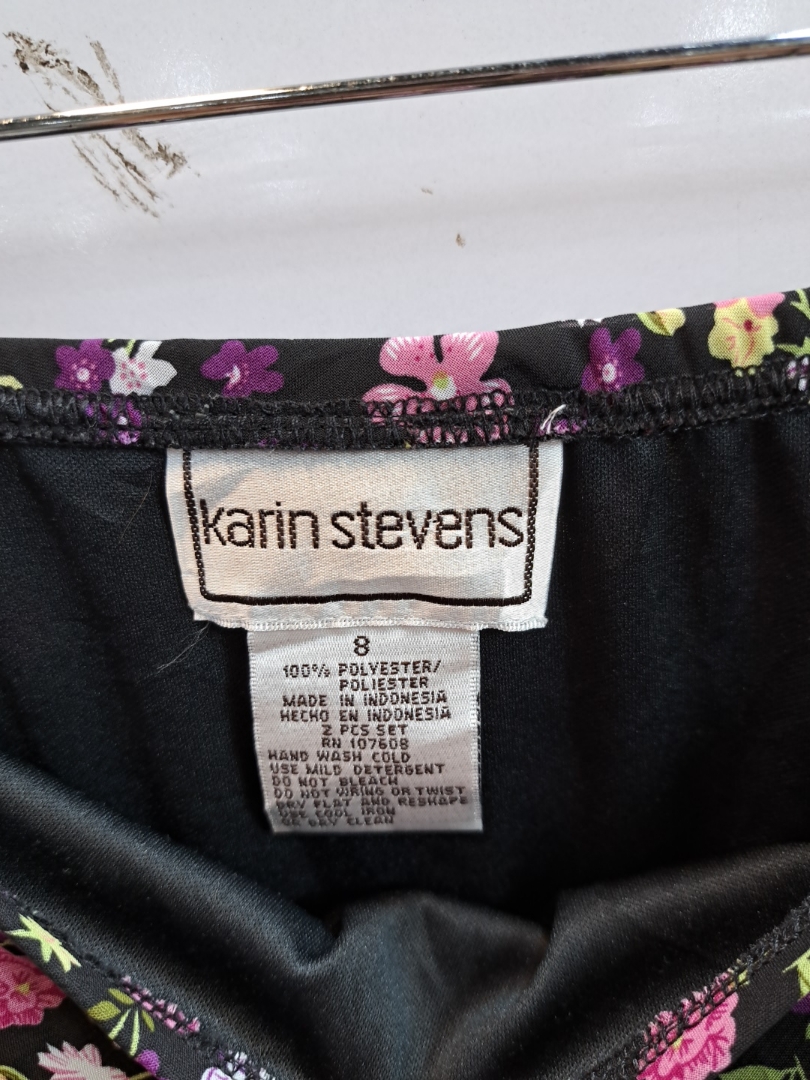 karin stevens
8
100% POLYESTER/
POLIESTER
MADE IN INDONESIA
HECHO EN INDONESIA
2 PCS SET
RN 107608
HAND WASH COLD
USE MILD DETERGENT
DO NOT BLEACH
DO NOT WRING OR TWIST
DRY FLAT AND RESHAPE
USE COOL IRON
OR DRY CLEAN